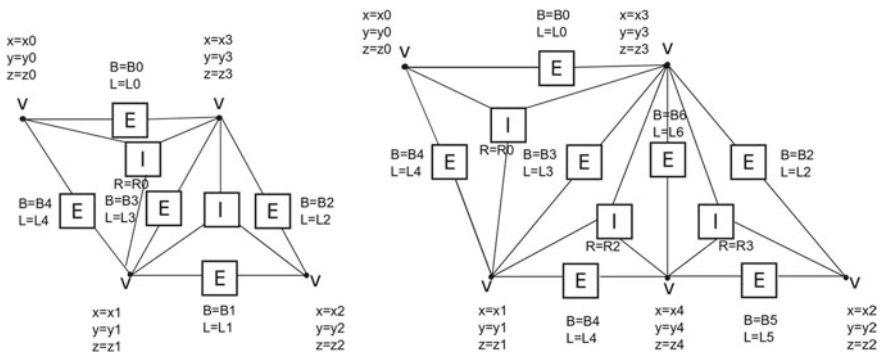 x=x0
y=y0
z=z0
x=x3
y=y3
z=z3
B=B0
L=L0
V
V
E
I
R=R0
B=B4
L=L4
E
B=B3
L=L3
E
I
E
B=B2
L=L2
V
E
V
x=x1
y=y1
z=z1
B=B1
L=L1
x=x2
y=y2
z=z2
x=x0
y=y0
z=z0
B=B0
L=L0
x=x3
y=y3
z=z3
V
V
E
I
R=R0
B=B6
L=L6
B=B4
L=L4
E
B=B3
L=L3
E
E
E
B=B2
L=L2
I
R=R2
I
R=R3
V
E
V
E
V
x=x1
y=y1
z=z1
B=B4
L=L4
x=x4
y=y4
z=z4
B=B5
L=L5
x=x2
y=y2
z=z2